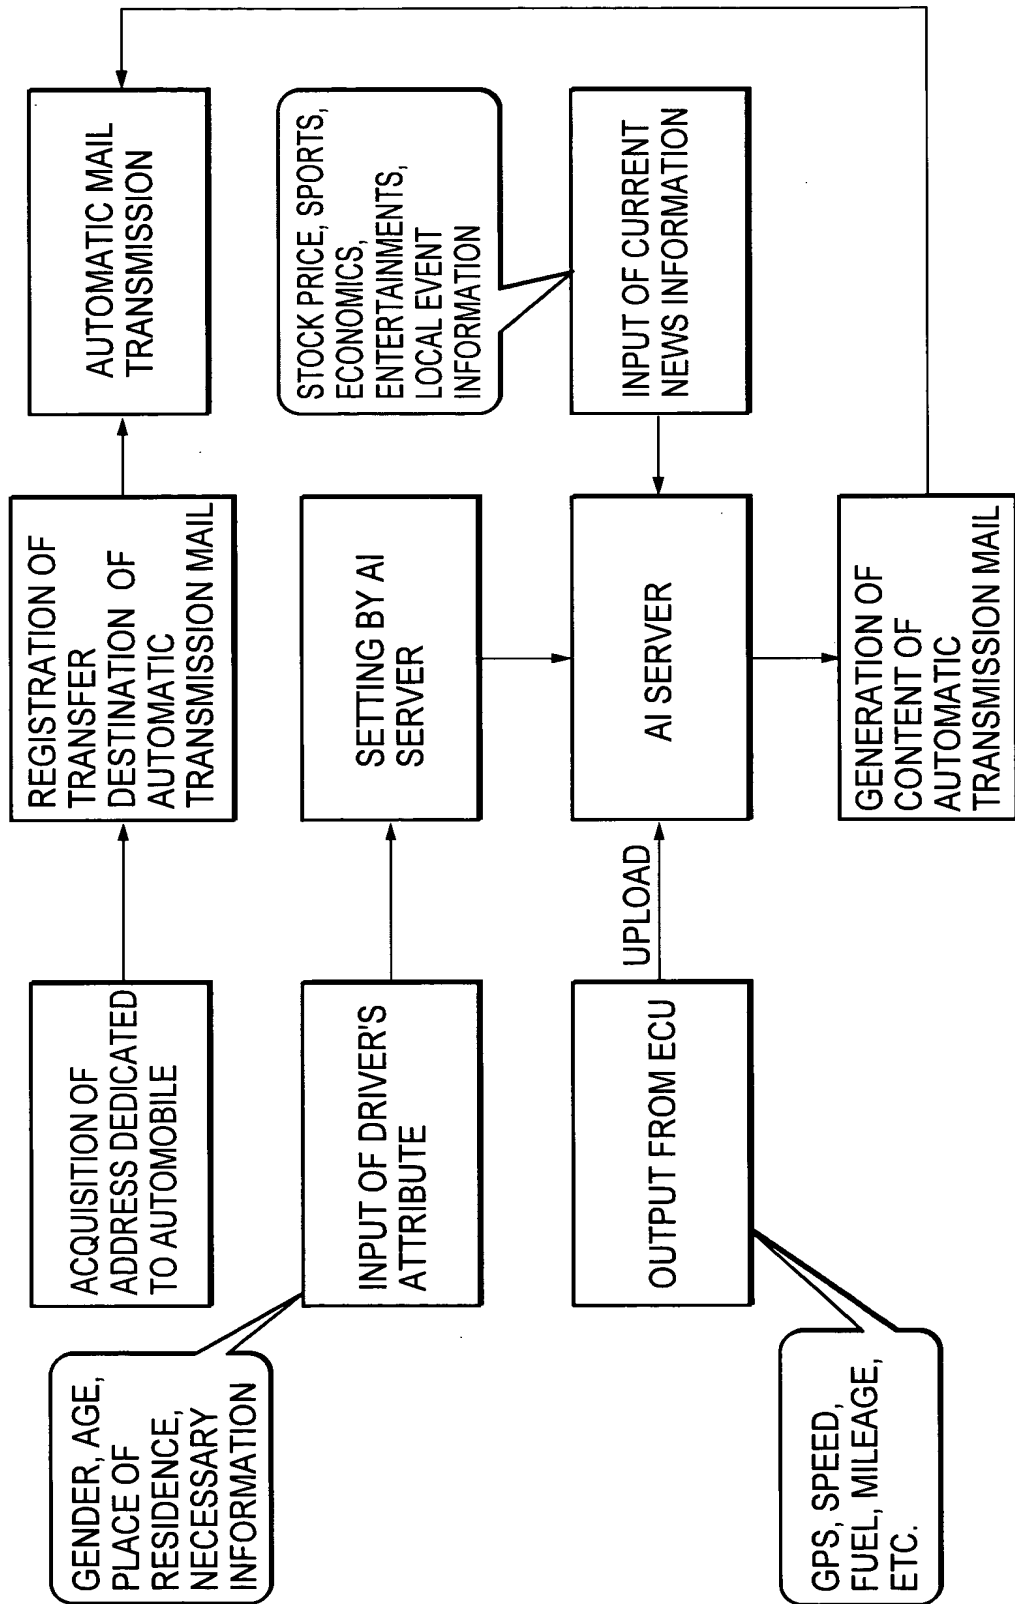 ACQUISITION OF
ADDRESS DEDICATED
TO AUTOMOBILE
REGISTRATION OF
TRANSFER
DESTINATION OF
AUTOMATIC
TRANSMISSION MAIL
AUTOMATIC MAIL
TRANSMISSION
GENDER, AGE,
PLACE OF
RESIDENCE,
NECESSARY
INFORMATION
INPUT OF DRIVER'S
ATTRIBUTE
SETTING BY AI
SERVER
STOCK PRICE, SPORTS,
ECONOMICS,
ENTERTAINMENTS,
LOCAL EVENT
INFORMATION
OUTPUT FROM ECU
UPLOAD
AI SERVER
INPUT OF CURRENT
NEWS INFORMATION
GPS, SPEED,
FUEL, MILEAGE,
ETC.
GENERATION OF
CONTENT OF
AUTOMATIC
TRANSMISSION MAIL